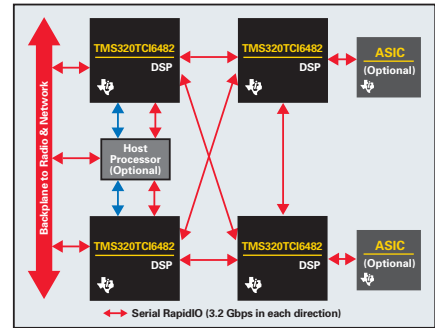 Backplane to Radio & Network
TMS320TCI6482
DSP
TMS320TCI6482
DSP
ASIC
(Optional)
Host
Processor
(Optional)
TMS320TCI6482
DSP
TMS320TCI6482
DSP
ASIC
(Optional)
Serial RapidIO (3.2 Gbps in each direction)